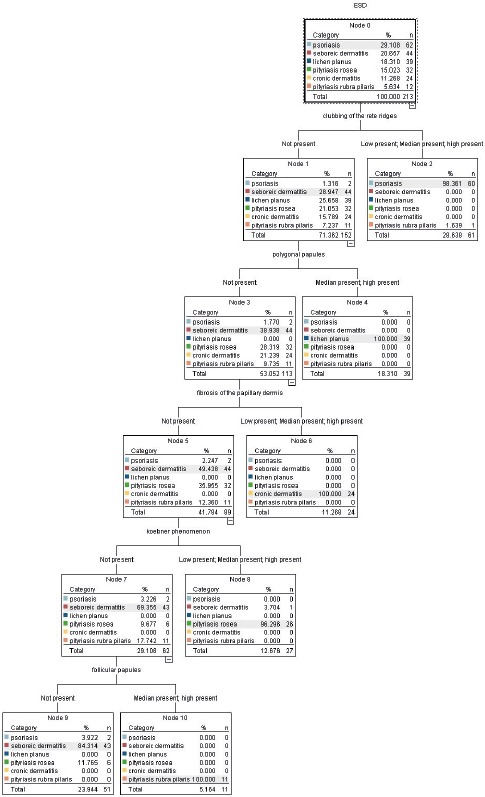 ESD
Node 0
Category % n
psoriasis 29.108 62
seboreic dermatitis 20.657 44
lichen planus 18.310 39
pityriasis rosea 15.023 32
cronic dermatitis 11.268 24
pityriasis rubra pilaris 5.634 12
Total 100.000 213
clubbing of the rete ridges
Not present
Low present; Median present; high present
Node 1
Category % n
psoriasis 1.316 2
seboreic dermatitis 28.947 44
lichen planus 25.658 39
pityriasis rosea 21.053 32
cronic dermatitis 15.789 24
pityriasis rubra pilaris 7.237 11
Total 71.362 152
Node 2
Category % n
psoriasis 98.361 60
seboreic dermatitis 0.000 0
lichen planus 0.000 0
pityriasis rosea 0.000 0
cronic dermatitis 0.000 0
pityriasis rubra pilaris 1.639 1
Total 28.638 61
polygonal papules
Not present
Median present; high present
Node 3
Category % n
psoriasis 1.770 2
seboreic dermatitis 38.938 44
lichen planus 0.000 0
pityriasis rosea 28.319 32
cronic dermatitis 21.239 24
pityriasis rubra pilaris 9.735 11
Total 53.052 113
Node 4
Category % n
psoriasis 0.000 0
seboreic dermatitis 0.000 0
lichen planus 100.000 39
pityriasis rosea 0.000 0
cronic dermatitis 0.000 0
pityriasis rubra pilaris 0.000 0
Total 18.310 39
fibrosis of the papillary dermis
Not present
Low present; Median present; high present
Node 5
Category % n
psoriasis 2.247 2
seboreic dermatitis 49.438 44
lichen planus 0.000 0
pityriasis rosea 35.955 32
cronic dermatitis 0.000 0
pityriasis rubra pilaris 12.360 11
Total 41.784 89
Node 6
Category % n
psoriasis 0.000 0
seboreic dermatitis 0.000 0
lichen planus 0.000 0
pityriasis rosea 0.000 0
cronic dermatitis 100.000 24
pityriasis rubra pilaris 0.000 0
Total 11.268 24
koebner phenomenon
Not present
Low present; Median present; high present
Node 7
Category % n
psoriasis 3.226 2
seboreic dermatitis 69.355 43
lichen planus 0.000 0
pityriasis rosea 9.677 6
cronic dermatitis 0.000 0
pityriasis rubra pilaris 17.742 11
Total 29.108 62
Node 8
Category % n
psoriasis 0.000 0
seboreic dermatitis 3.704 1
lichen planus 0.000 0
pityriasis rosea 96.296 26
cronic dermatitis 0.000 0
pityriasis rubra pilaris 0.000 0
Total 12.676 27
follicular papules
Not present
Median present; high present
Node 9
Category % n
psoriasis 3.922 2
seboreic dermatitis 84.314 43
lichen planus 0.000 0
pityriasis rosea 11.765 6
cronic dermatitis 0.000 0
pityriasis rubra pilaris 0.000 0
Total 23.944 51
Node 10
Category % n
psoriasis 0.000 0
seboreic dermatitis 0.000 0
lichen planus 0.000 0
pityriasis rosea 0.000 0
cronic dermatitis 0.000 0
pityriasis rubra pilaris 100.000 11
Total 5.164 11